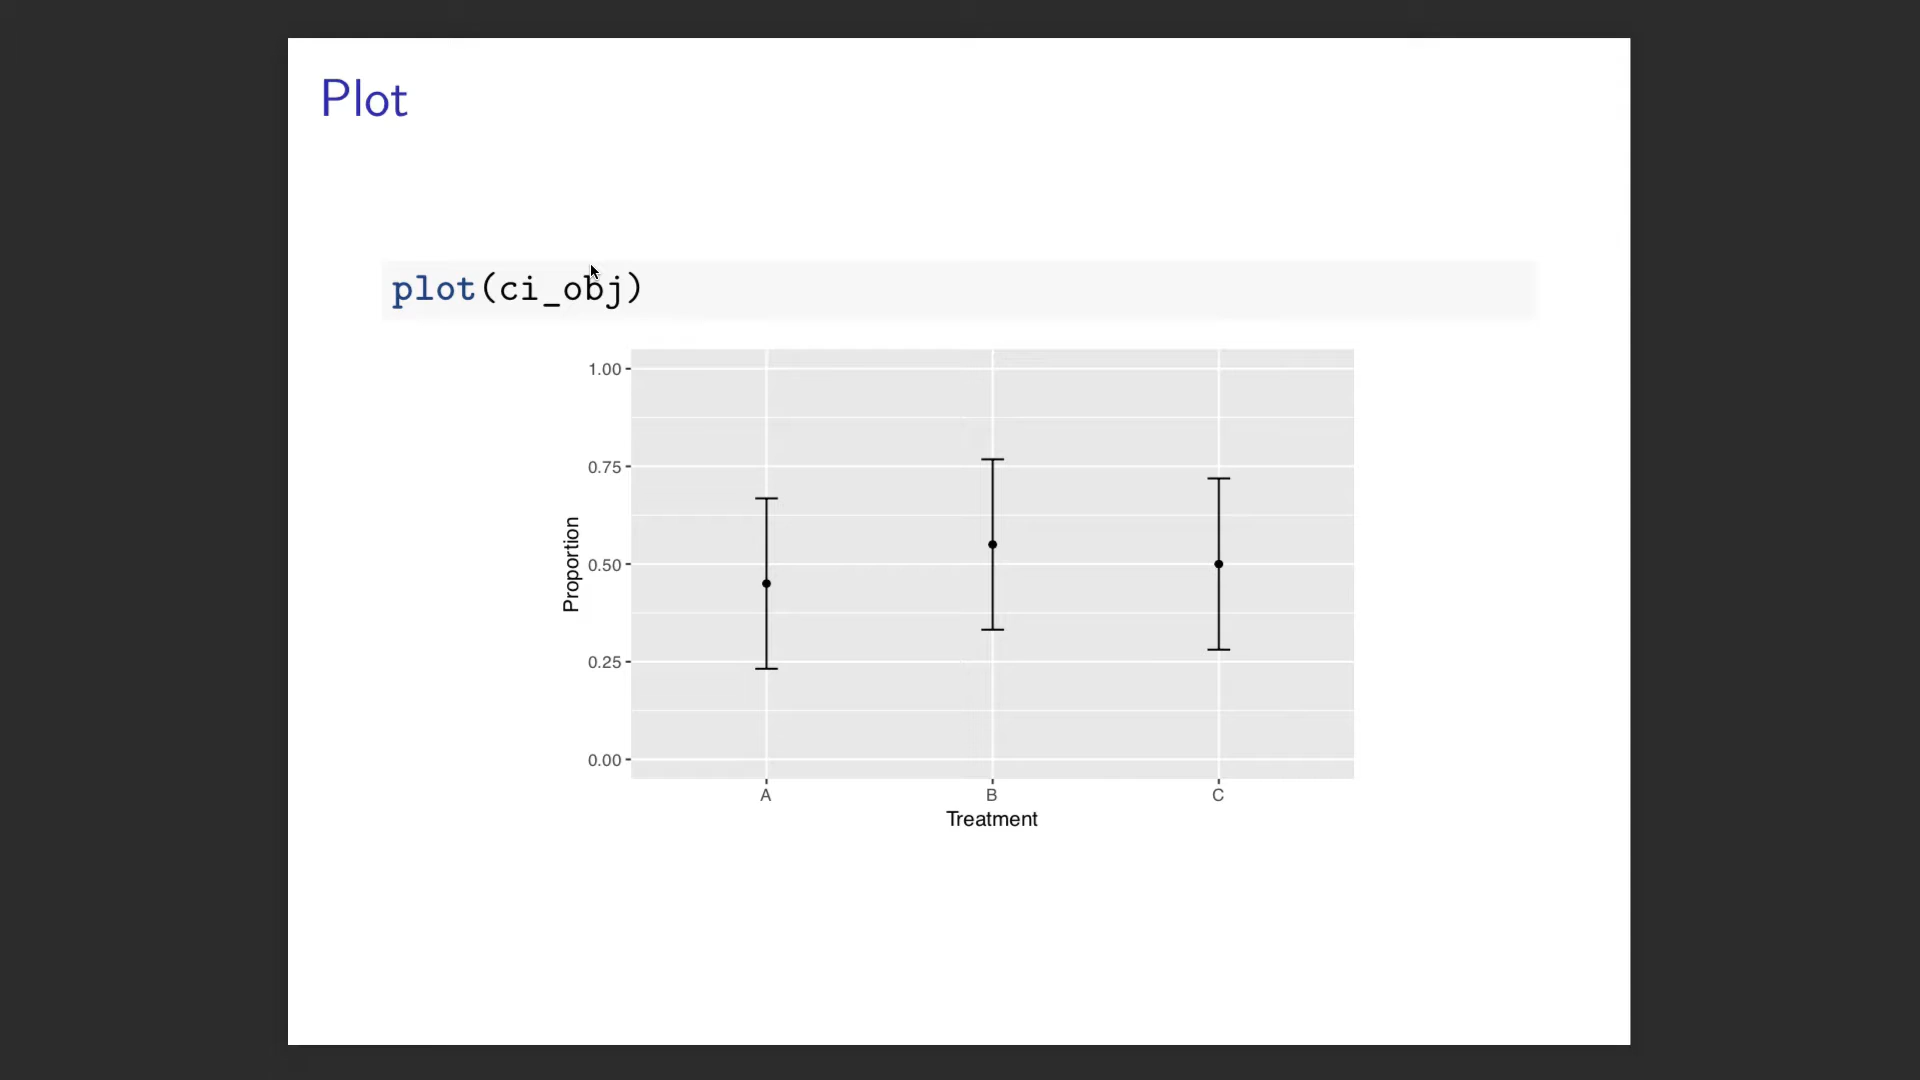 Plot
plot(ci_obj)
1.00
0.75
0.50
0.25
0.00
Proportion
A B C
Treatment